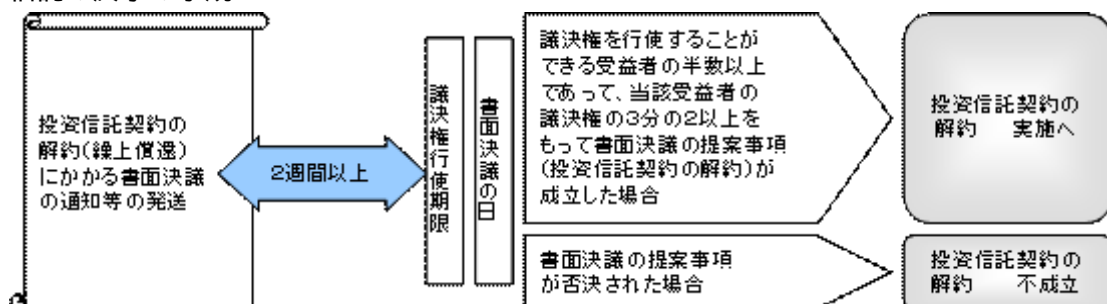 投資信託契約の
解約(繰上償還)
にかかる書面決議
の通知等の発送
2週間以上
議決権行使期限
書面決議の日
議決権を行使することが
できる受益者の半数以上
であって、当該受益者の
議決権の3分の2以上を
もって書面決議の提案事項
(投資信託契約の解約)が
成立した場合
投資信託契約の
解約 実施へ
書面決議の提案事項
が否決された場合
投資信託契約の
解約 不成立